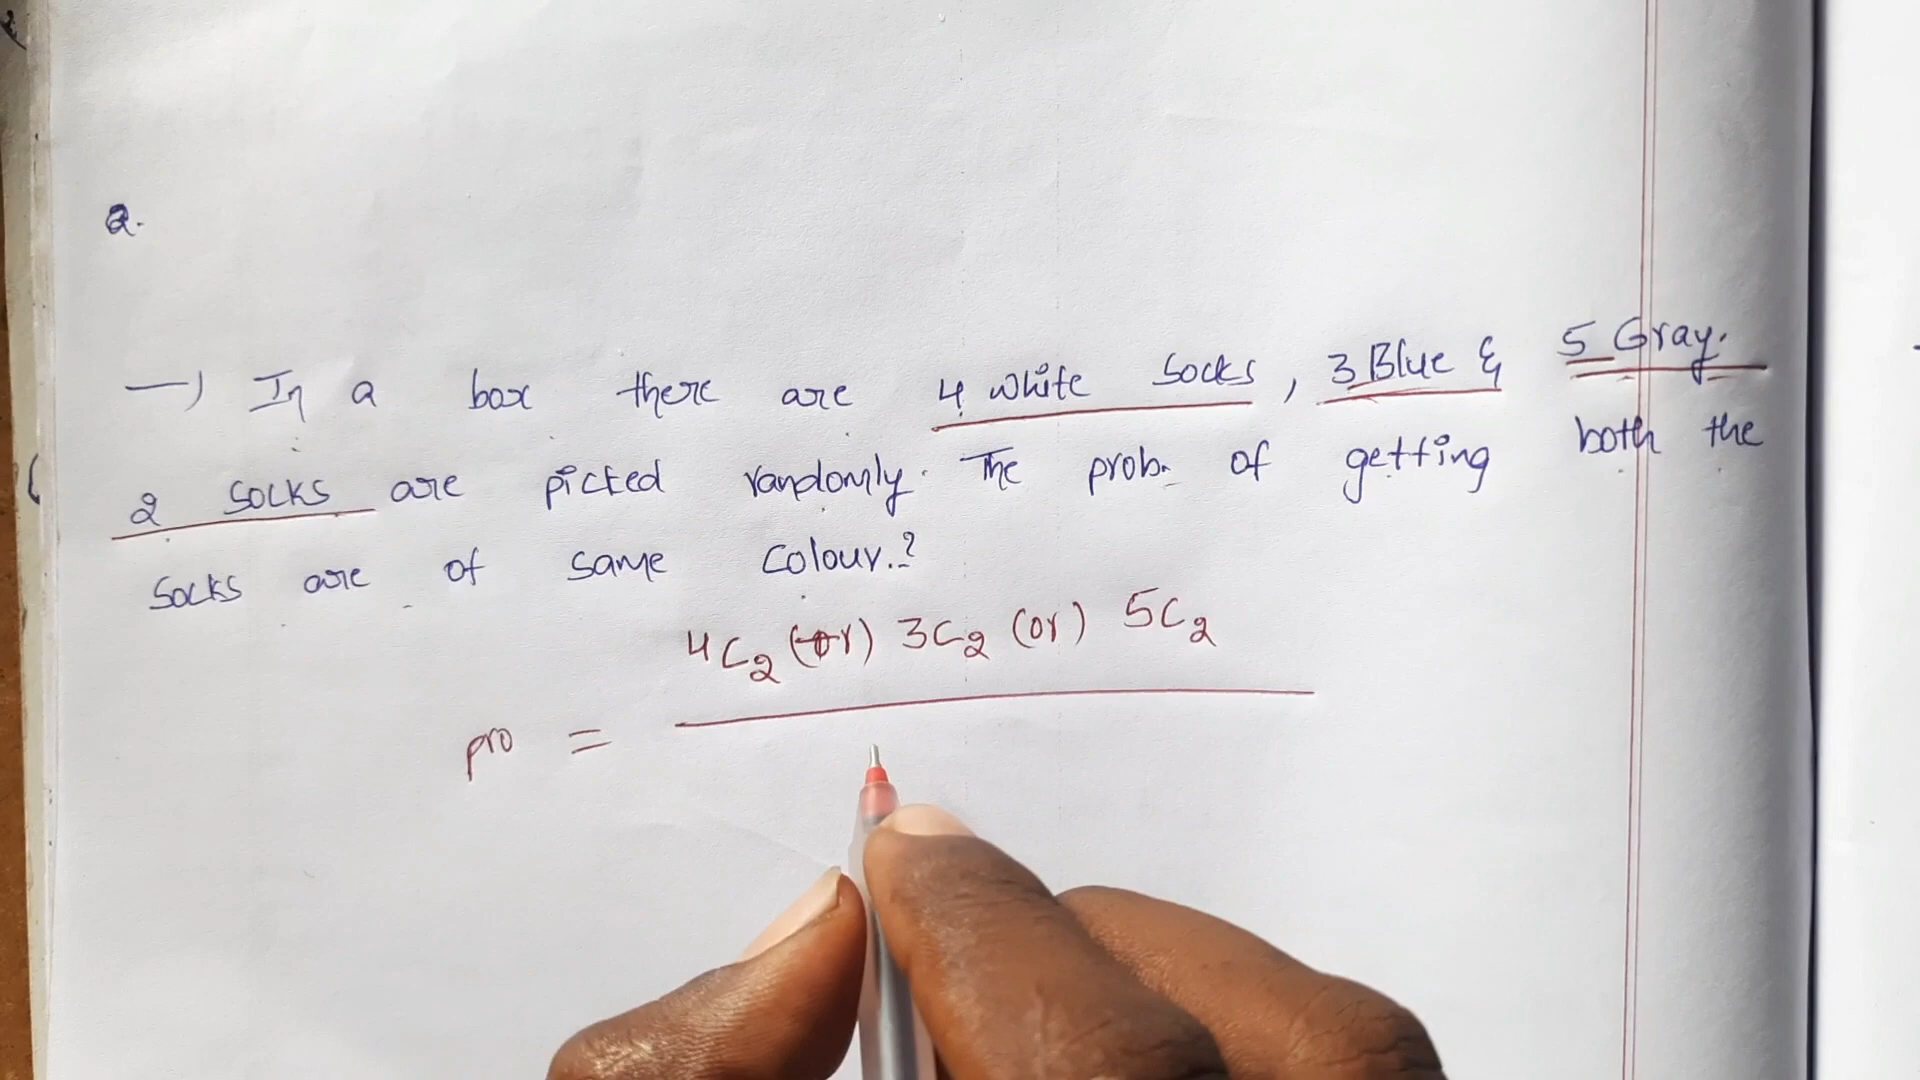 2.
→ In a box there are 4 white Socks, 3 Blue & 5 Gray.
2 Socks are picked randomly. The prob. of getting both the
Socks are of same Colour.?
4C2 (or) 3C2 (or) 5C2
pro =